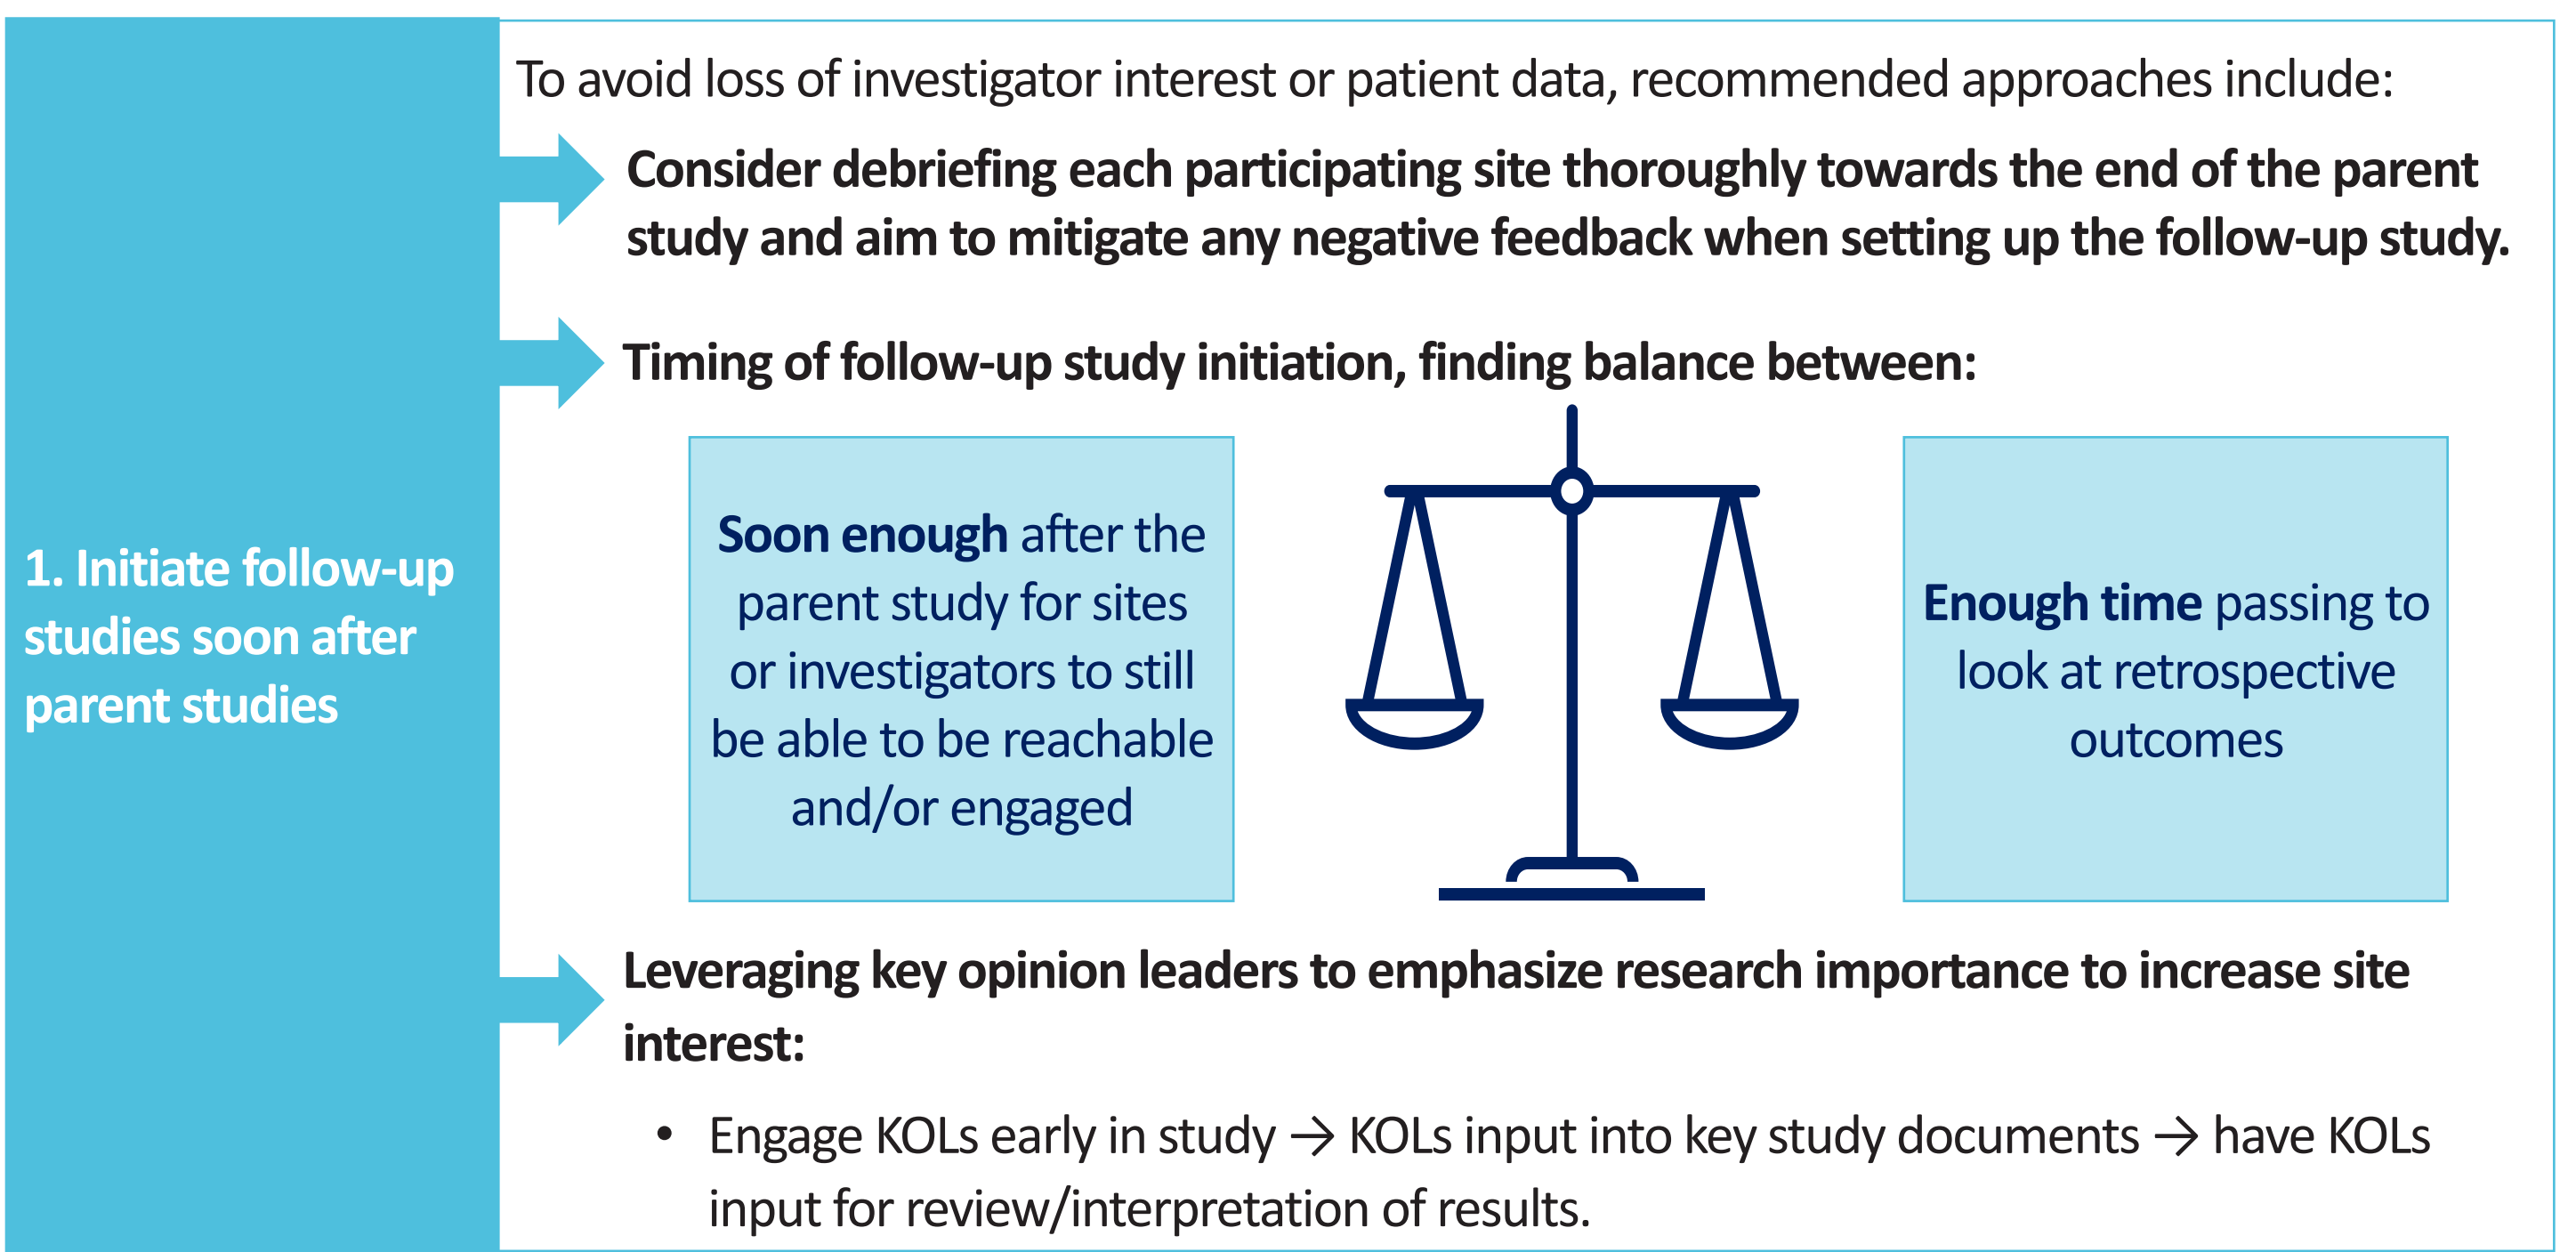 1. Initiate follow-up
studies soon after
parent studies
To avoid loss of investigator interest or patient data, recommended approaches include:
Consider debriefing each participating site thoroughly towards the end of the parent
study and aim to mitigate any negative feedback when setting up the follow-up study.
Timing of follow-up study initiation, finding balance between:
Soon enough after the
parent study for sites
or investigators to still
be able to be reachable
and/or engaged
Enough time passing to
look at retrospective
outcomes
Leveraging key opinion leaders to emphasize research importance to increase site
interest:
• Engage KOLs early in study → KOLs input into key study documents → have KOLs
input for review/interpretation of results.